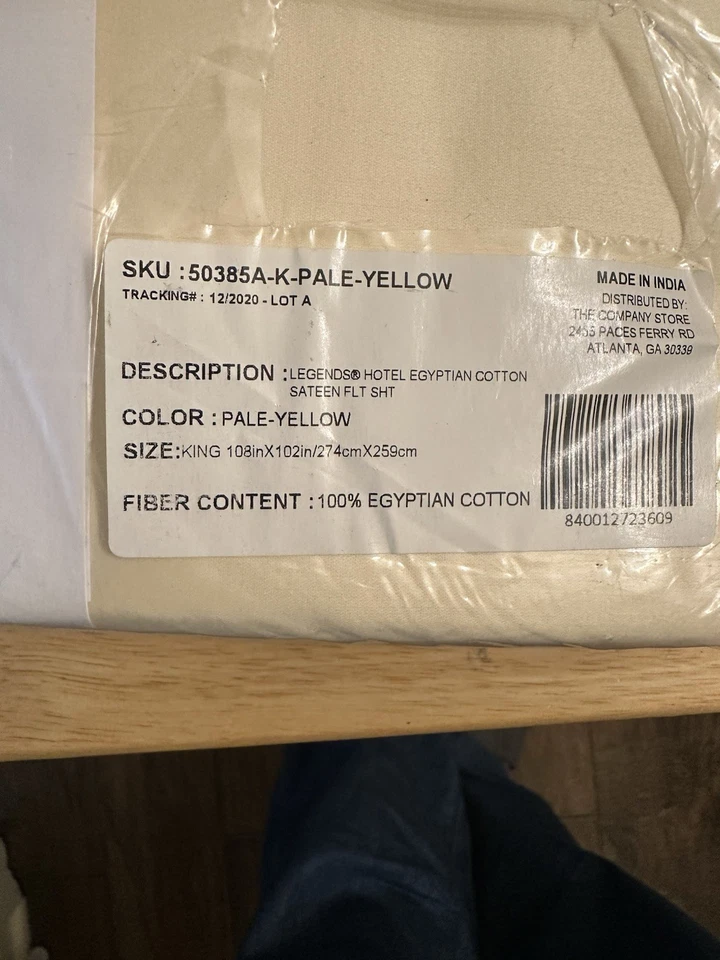 SKU :50385A-K-PALE-YELLOW
TRACKING# : 12/2020 - LOT A
MADE IN INDIA
DISTRIBUTED BY:
THE COMPANY STORE
2455 PACES FERRY RD
ATLANTA, GA 30339
DESCRIPTION :LEGENDS® HOTEL EGYPTIAN COTTON
SATEEN FLT SHT
COLOR : PALE-YELLOW
SIZE:KING 108inX102in/274cmX259cm
FIBER CONTENT :100% EGYPTIAN COTTON
840012723609